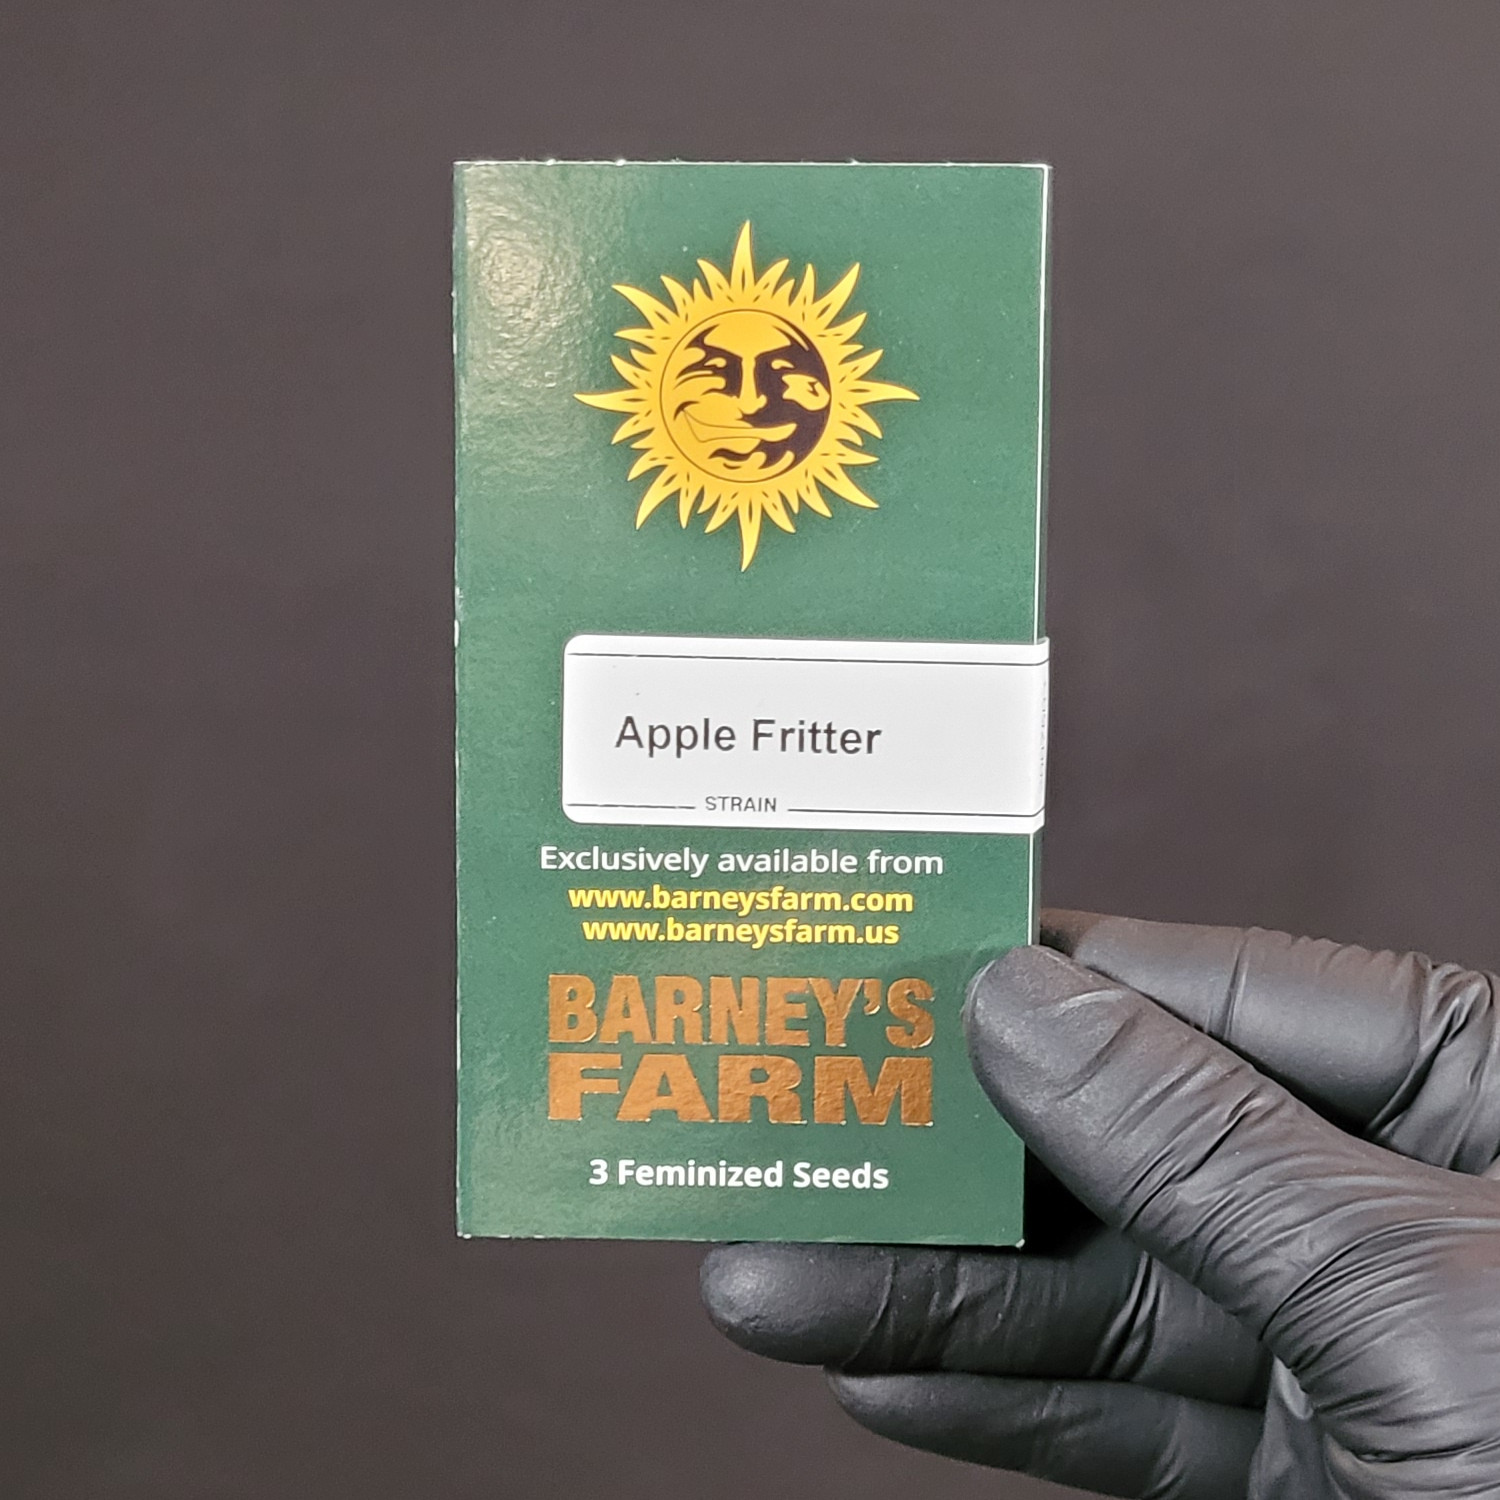 Apple Fritter
STRAIN
Exclusively available from
www.barneysfarm.com
www.barneysfarm.us
BARNEY'S
FARM
3 Feminized Seeds